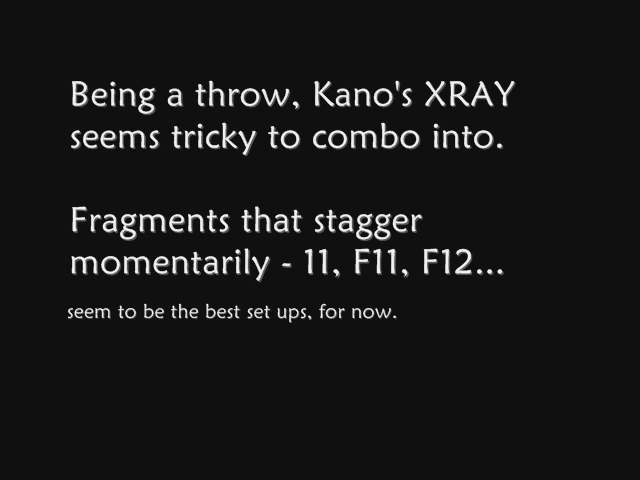 Being a throw, Kano's XRAY
seems tricky to combo into.
Fragments that stagger
momentarily - 11, F11, F12...
seem to be the best set ups, for now.